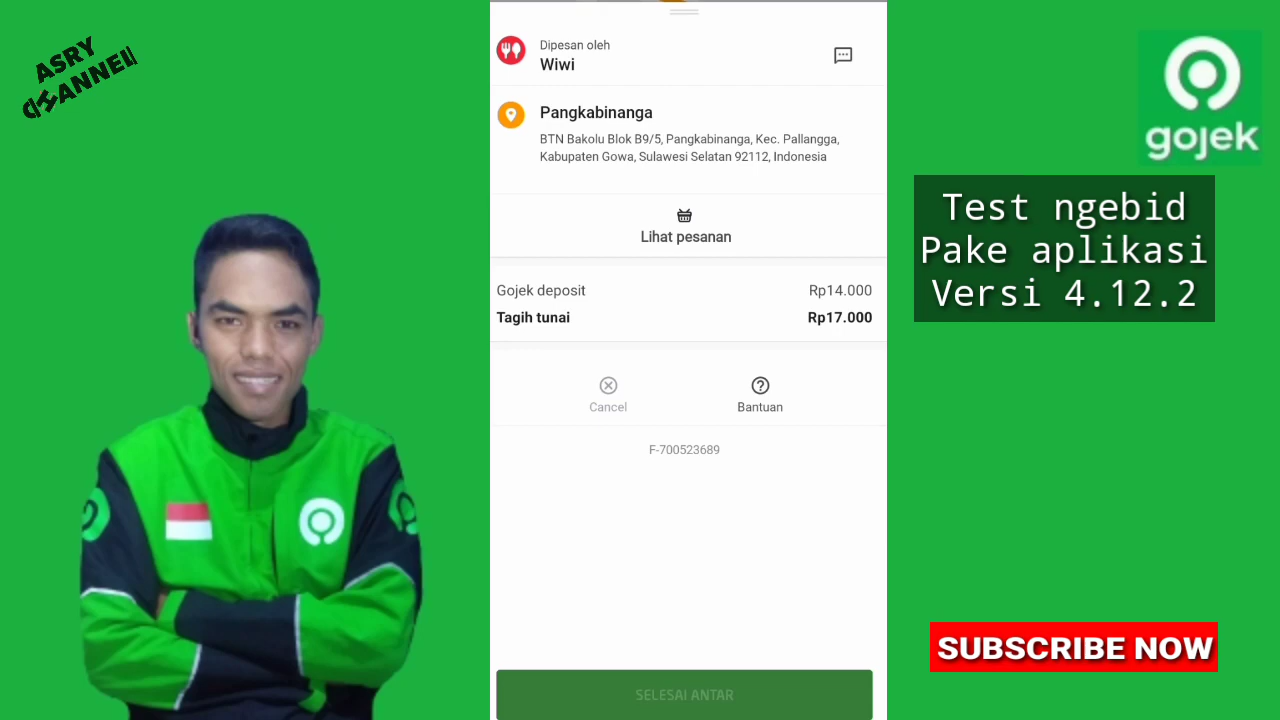 ASRY
CHANNEL
Dipesan oleh
Wiwi
Pangkabinanga
BTN Bakolu Blok B9/5, Pangkabinanga, Kec. Pallangga,
Kabupaten Gowa, Sulawesi Selatan 92112, Indonesia
Lihat pesanan
Gojek deposit Rp14.000
Tagih tunai Rp17.000
Cancel Bantuan
F-700523689
SELESAI ANTAR
gojek
Test ngebid
Pake aplikasi
Versi 4.12.2
SUBSCRIBE NOW